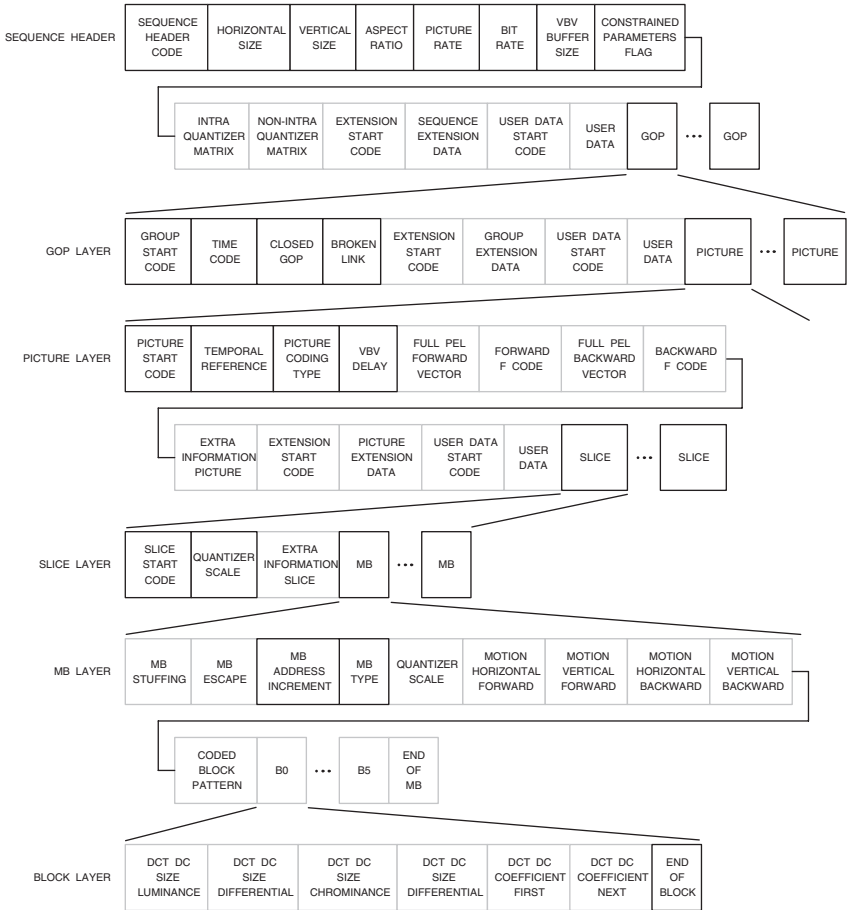 SEQUENCE HEADER
SEQUENCE
HEADER
CODE
HORIZONTAL
SIZE
VERTICAL
SIZE
ASPECT
RATIO
PICTURE
RATE
BIT
RATE
VBV
BUFFER
SIZE
CONSTRAINED
PARAMETERS
FLAG
INTRA
QUANTIZER
MATRIX
NON-INTRA
QUANTIZER
MATRIX
EXTENSION
START
CODE
SEQUENCE
EXTENSION
DATA
USER DATA
START
CODE
USER
DATA
GOP
•••
GOP
GOP LAYER
GROUP
START
CODE
TIME
CODE
CLOSED
GOP
BROKEN
LINK
EXTENSION
START
CODE
GROUP
EXTENSION
DATA
USER DATA
START
CODE
USER
DATA
PICTURE
•••
PICTURE
PICTURE LAYER
PICTURE
START
CODE
TEMPORAL
REFERENCE
PICTURE
CODING
TYPE
VBV
DELAY
FULL PEL
FORWARD
VECTOR
FORWARD
F CODE
FULL PEL
BACKWARD
VECTOR
BACKWARD
F CODE
EXTRA
INFORMATION
PICTURE
EXTENSION
START
CODE
PICTURE
EXTENSION
DATA
USER DATA
START
CODE
USER
DATA
SLICE
•••
SLICE
SLICE LAYER
SLICE
START
CODE
QUANTIZER
SCALE
EXTRA
INFORMATION
SLICE
MB
•••
MB
MB LAYER
MB
STUFFING
MB
ESCAPE
MB
ADDRESS
INCREMENT
MB
TYPE
QUANTIZER
SCALE
MOTION
HORIZONTAL
FORWARD
MOTION
VERTICAL
FORWARD
MOTION
HORIZONTAL
BACKWARD
MOTION
VERTICAL
BACKWARD
CODED
BLOCK
PATTERN
B0
•••
B5
END
OF
MB
BLOCK LAYER
DCT DC
SIZE
LUMINANCE
DCT DC
SIZE
DIFFERENTIAL
DCT DC
SIZE
CHROMINANCE
DCT DC
SIZE
DIFFERENTIAL
DCT DC
COEFFICIENT
FIRST
DCT DC
COEFFICIENT
NEXT
END
OF
BLOCK